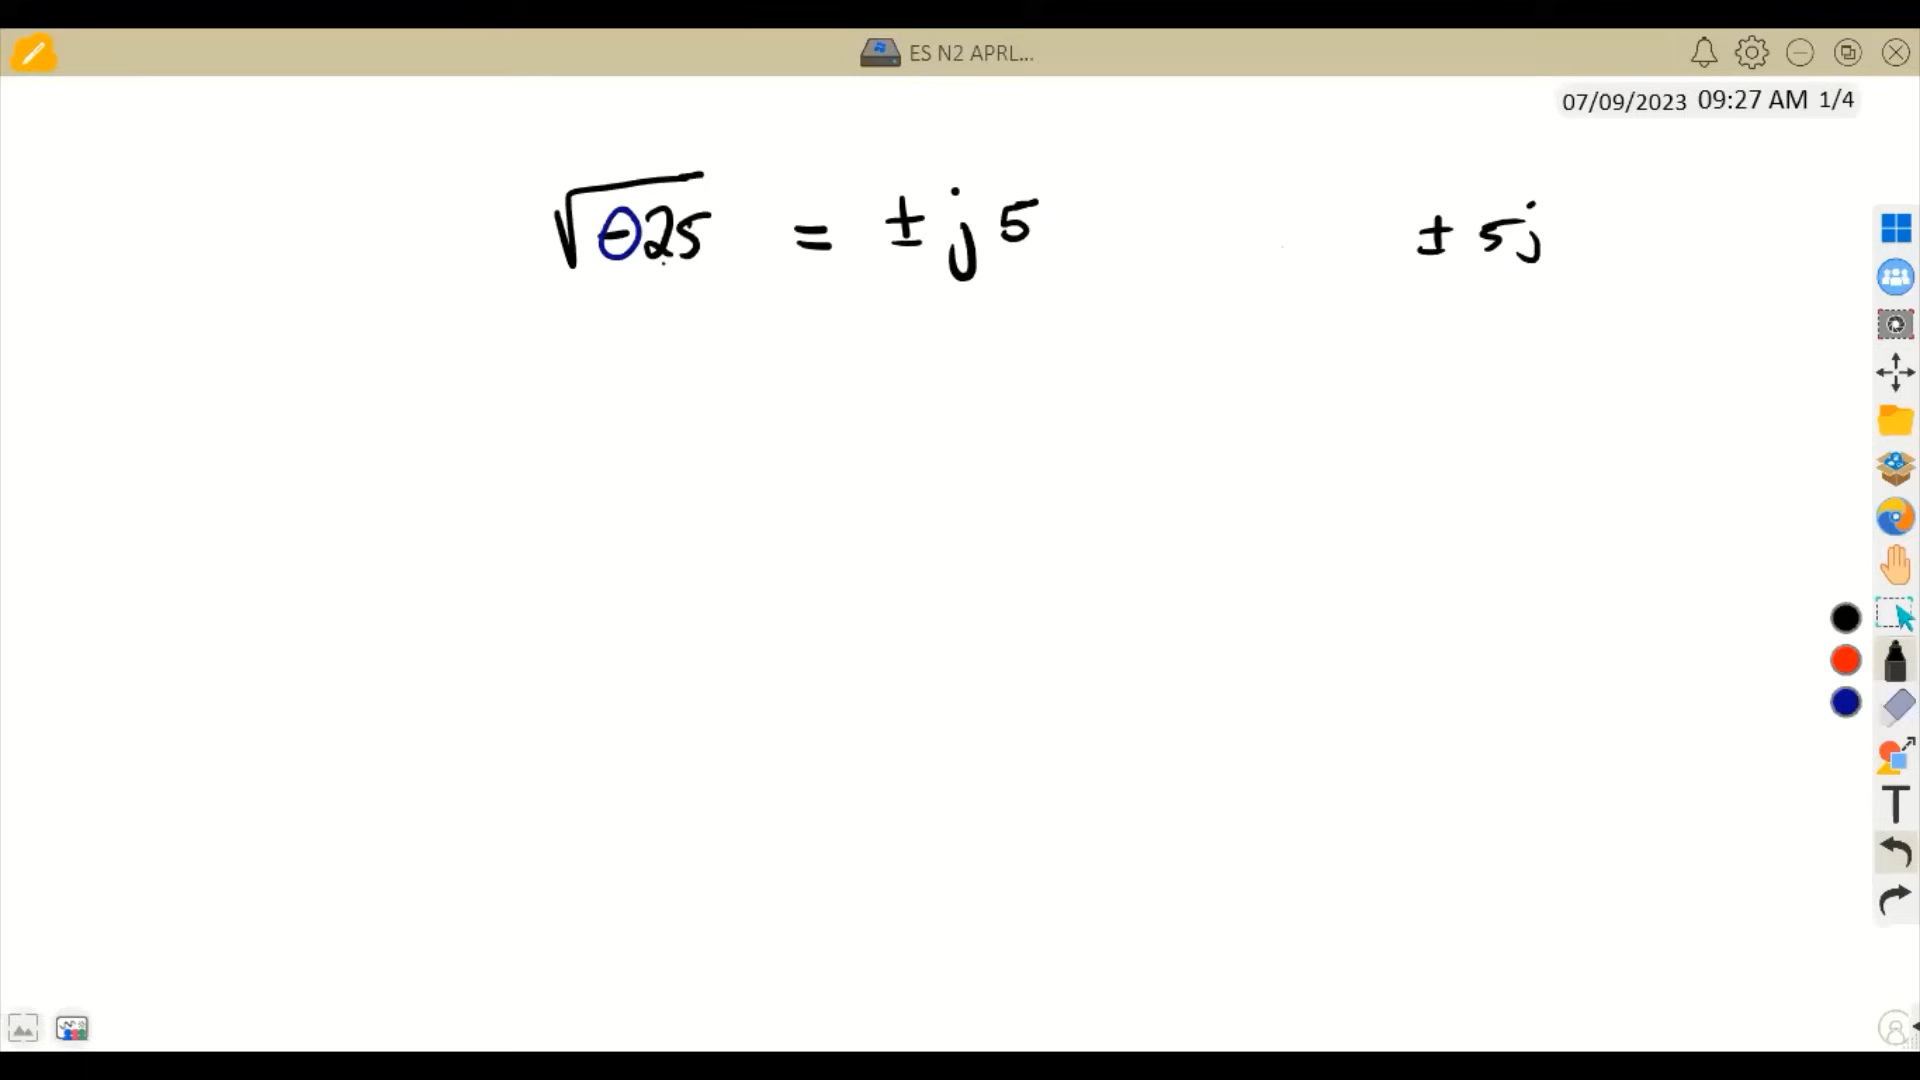 ES N2 APRL...
07/09/2023 09:27 AM 1/4
√-25 = ± j5 ± 5j
T